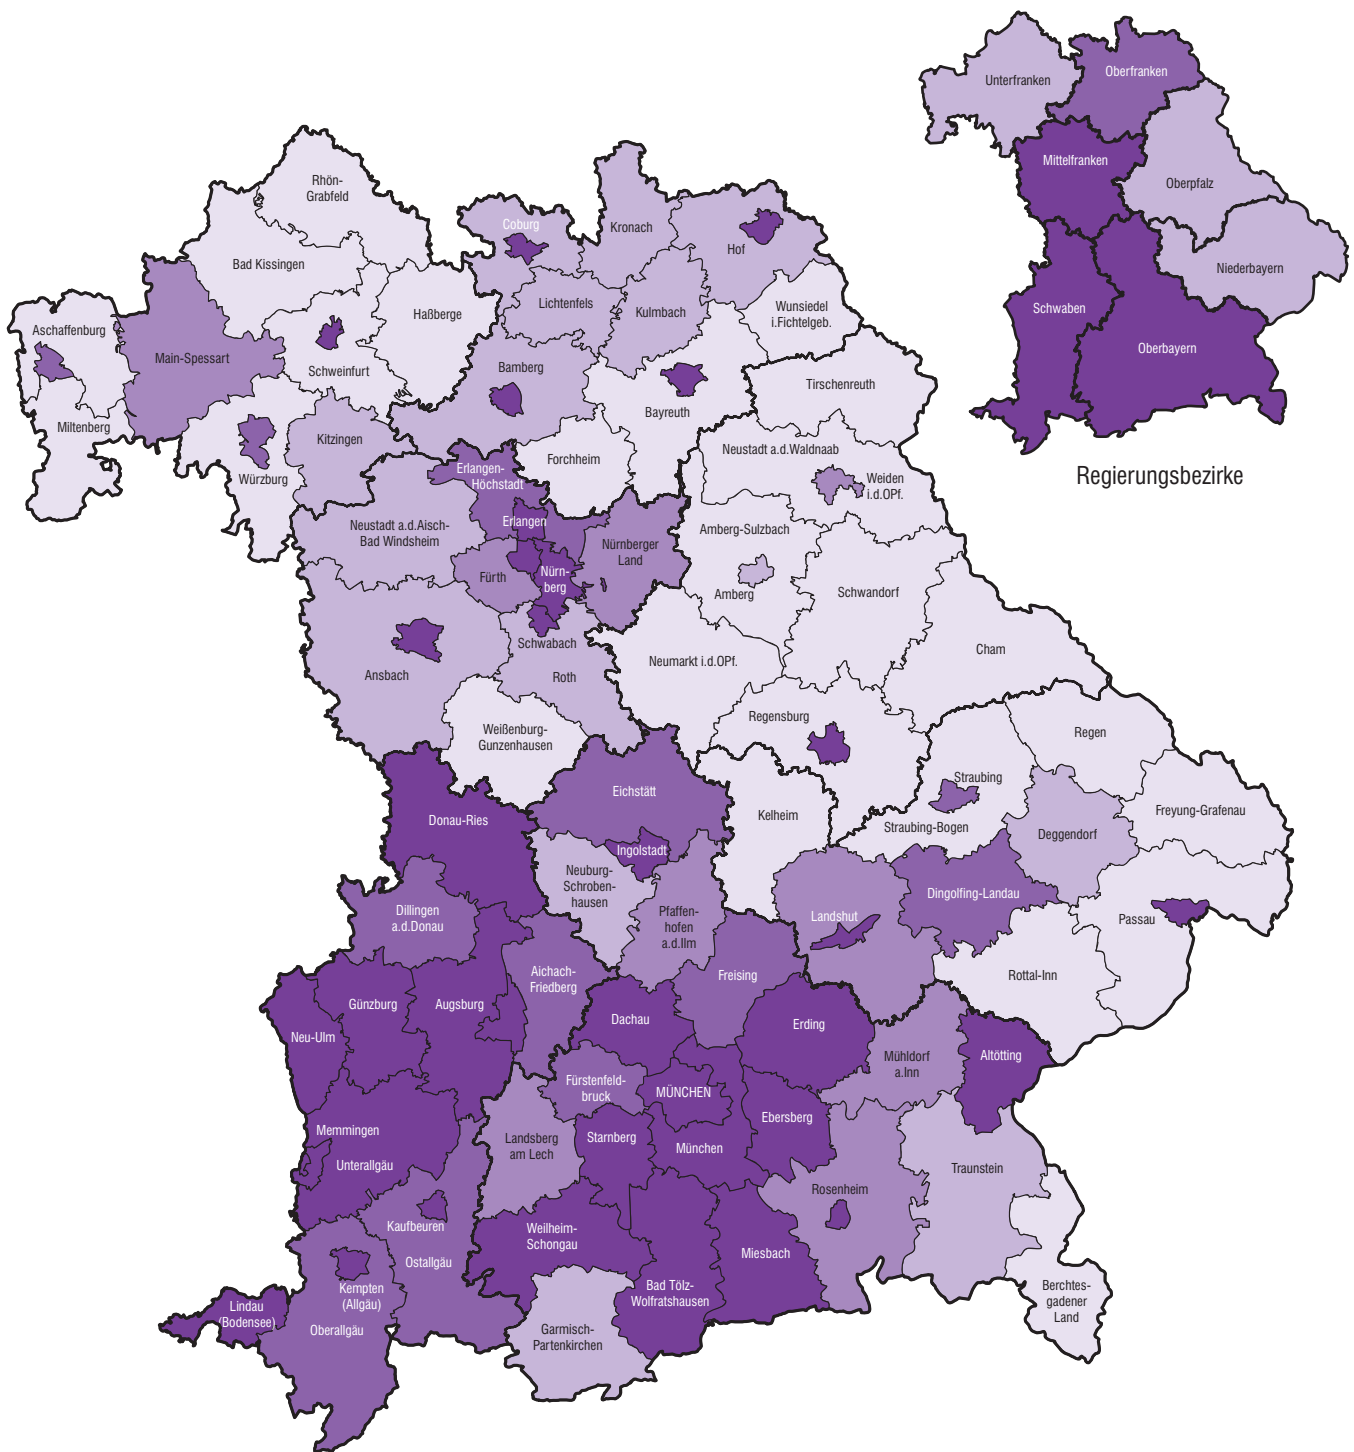 Unterfranken
Oberfranken
Mittelfranken
Oberpfalz
Niederbayern
Schwaben
Oberbayern
Regierungsbezirke
Rhön-
Grabfeld
Bad Kissingen
Coburg
Kronach
Hof
Aschaffenburg
Main-Spessart
Haßberge
Lichtenfels
Kulmbach
Wunsiedel
i.Fichtelgeb.
Schweinfurt
Bamberg
Bayreuth
Tirschenreuth
Miltenberg
Kitzingen
Würzburg
Forchheim
Neustadt a.d.Waldnaab
Weiden
i.d.OPf.
Erlangen-
Höchstadt
Neustadt a.d.Aisch-
Bad Windsheim
Erlangen
Nürnberger
Land
Amberg-Sulzbach
Fürth
Nürn-
berg
Amberg
Schwandorf
Ansbach
Schwabach
Roth
Neumarkt i.d.OPf.
Cham
Weißenburg-
Gunzenhausen
Regensburg
Regen
Eichstätt
Straubing
Donau-Ries
Kelheim
Straubing-Bogen
Freyung-Grafenau
Deggendorf
Ingolstadt
Neuburg-
Schroben-
hausen
Dingolfing-Landau
Dillingen
a.d.Donau
Pfaffen-
hofen
a.d.Ilm
Landshut
Passau
Aichach-
Friedberg
Freising
Rottal-Inn
Günzburg
Augsburg
Dachau
Erding
Neu-Ulm
Mühldorf
a.Inn
Altötting
Fürstenfeld-
bruck
MÜNCHEN
Ebersberg
Memmingen
Unterallgäu
Landsberg
am Lech
Starnberg
München
Traunstein
Rosenheim
Kaufbeuren
Ostallgäu
Weilheim-
Schongau
Miesbach
Bad Tölz-
Wolfratshausen
Berchtes-
gadener
Land
Kempten
(Allgäu)
Lindau
(Bodensee)
Oberallgäu
Garmisch-
Partenkirchen